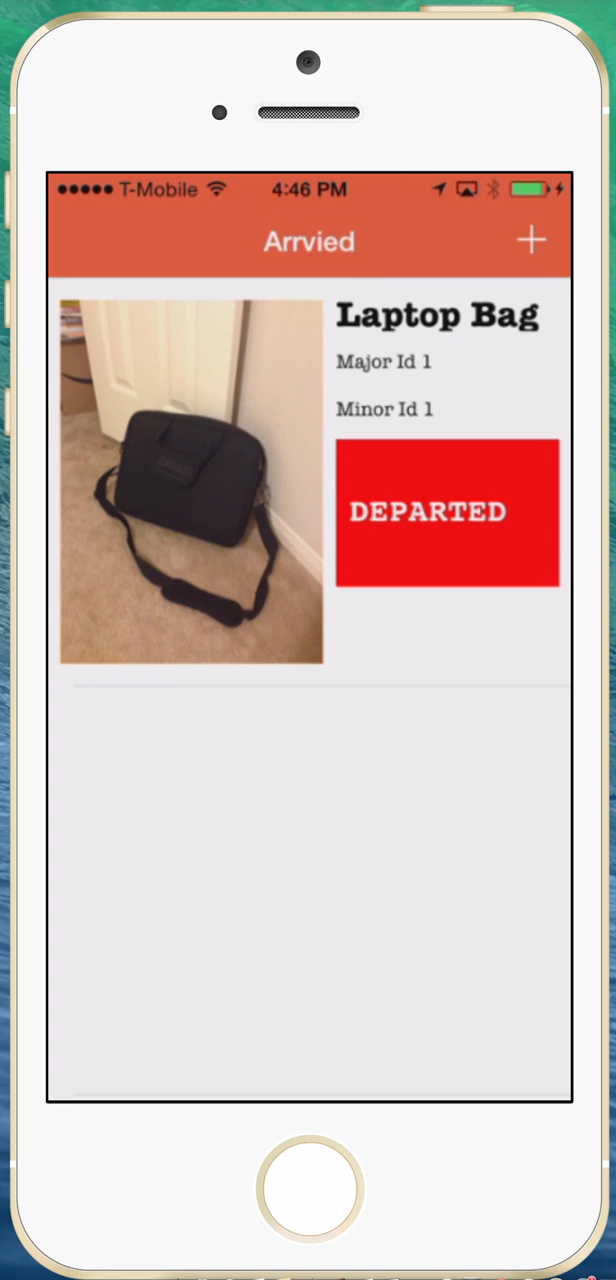 T-Mobile 4:46 PM
Arrvied
Laptop Bag
Major Id 1
Minor Id 1
DEPARTED